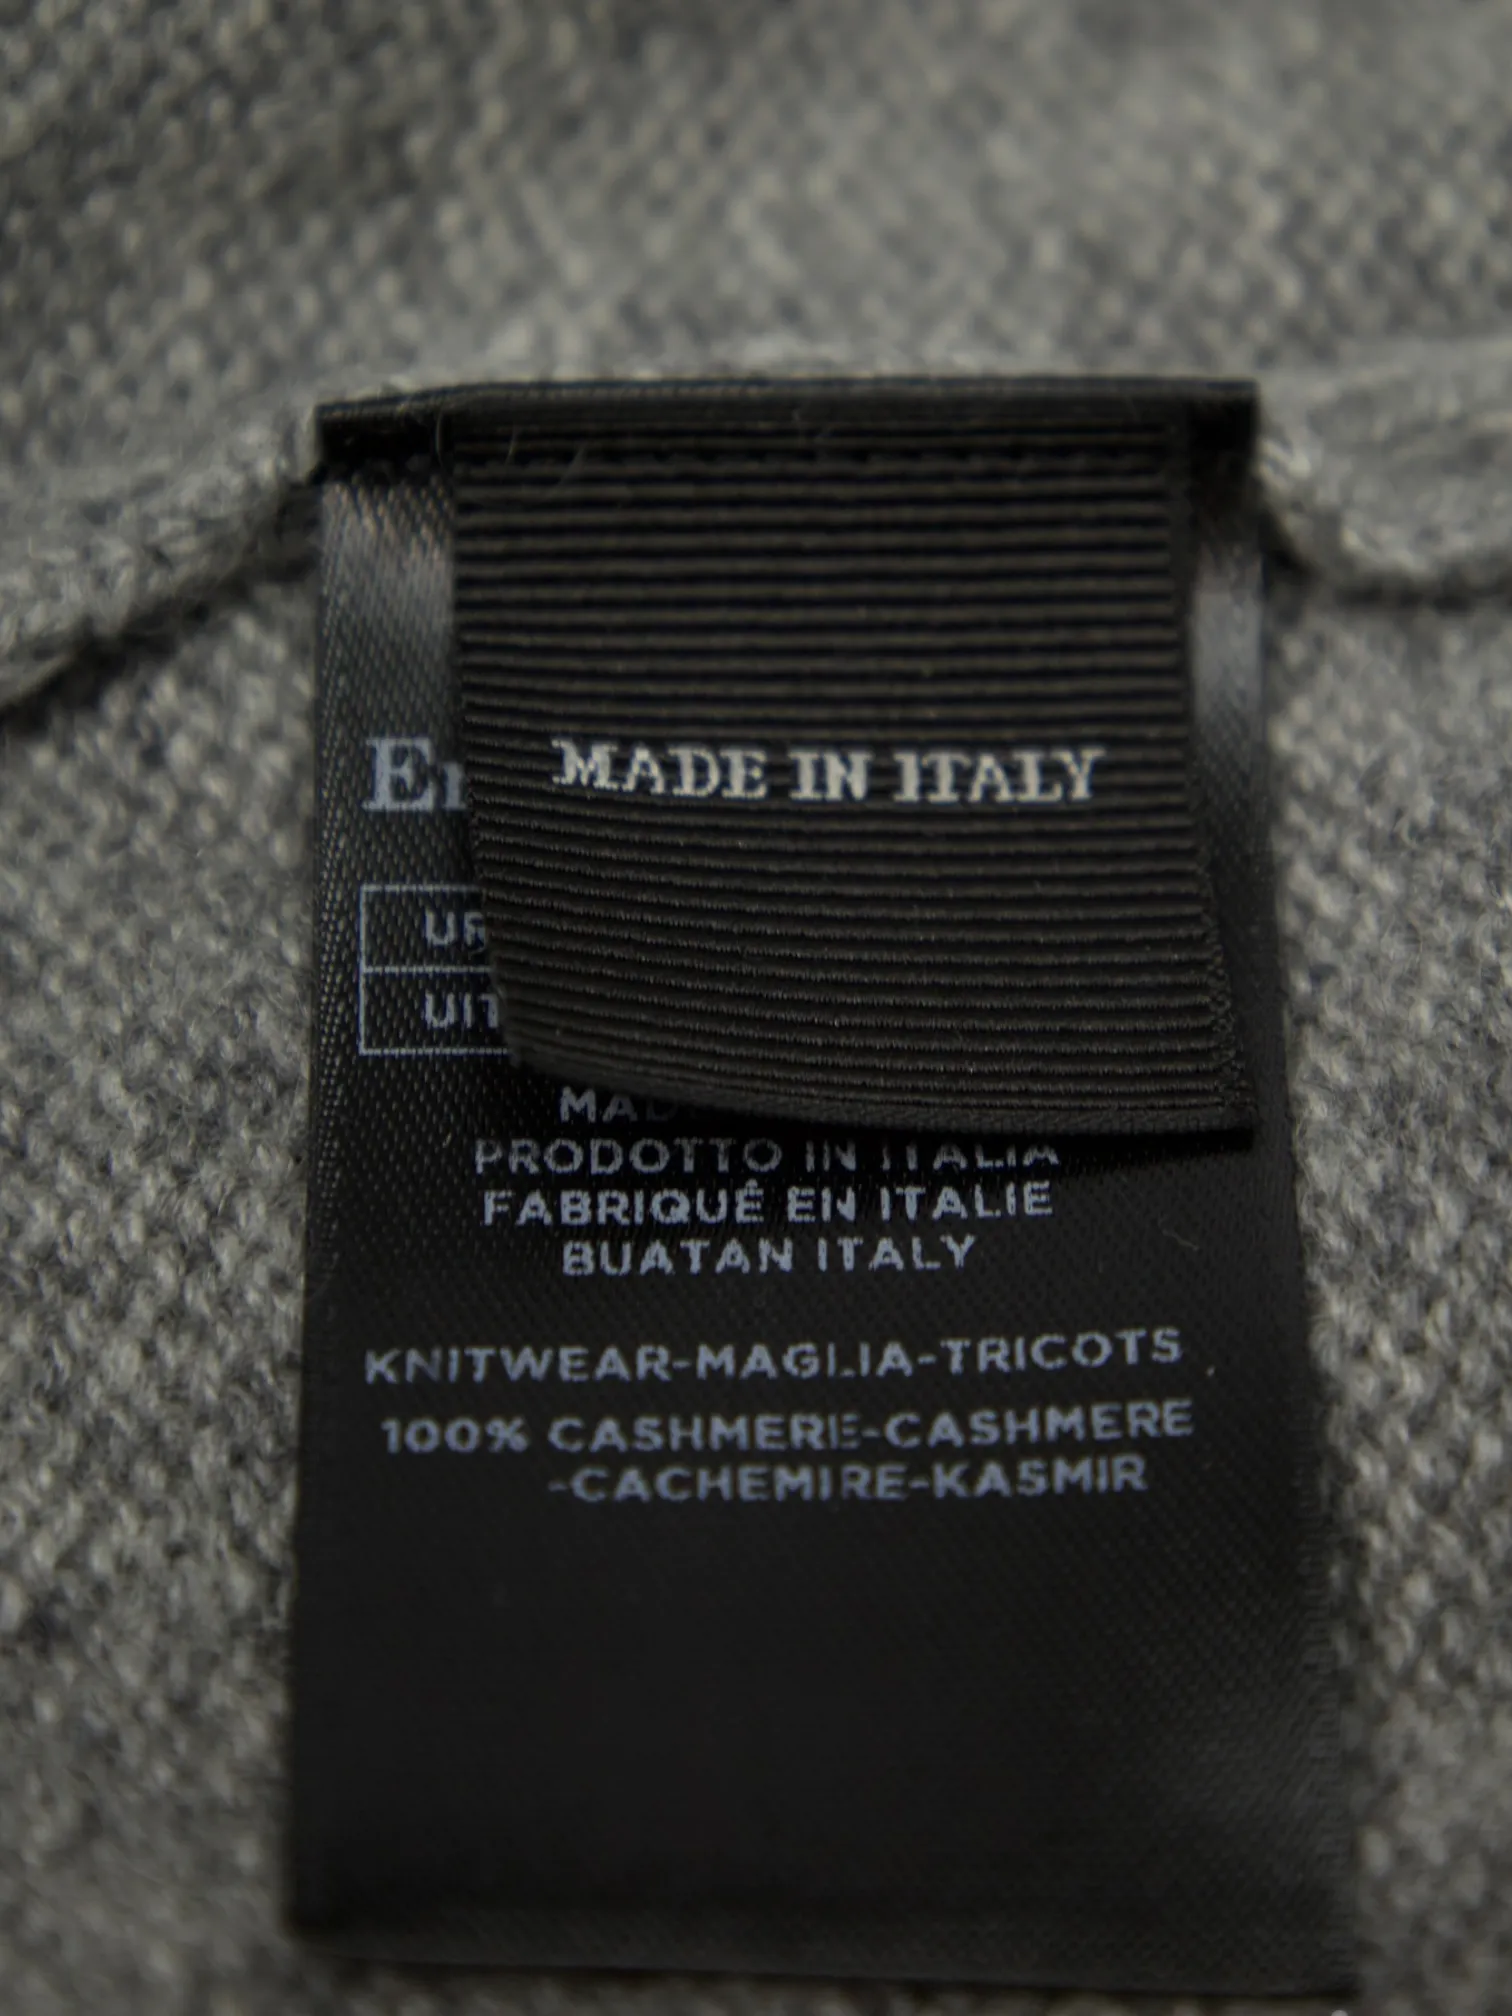 MADE IN ITALY
PRODOTTO IN ITALIA
FABRIQUÉ EN ITALIE
BUATAN ITALY
KNITWEAR-MAGLIA-TRICOTS
100% CASHMERE-CASHMERE
-CACHEMIRE-KASMIR